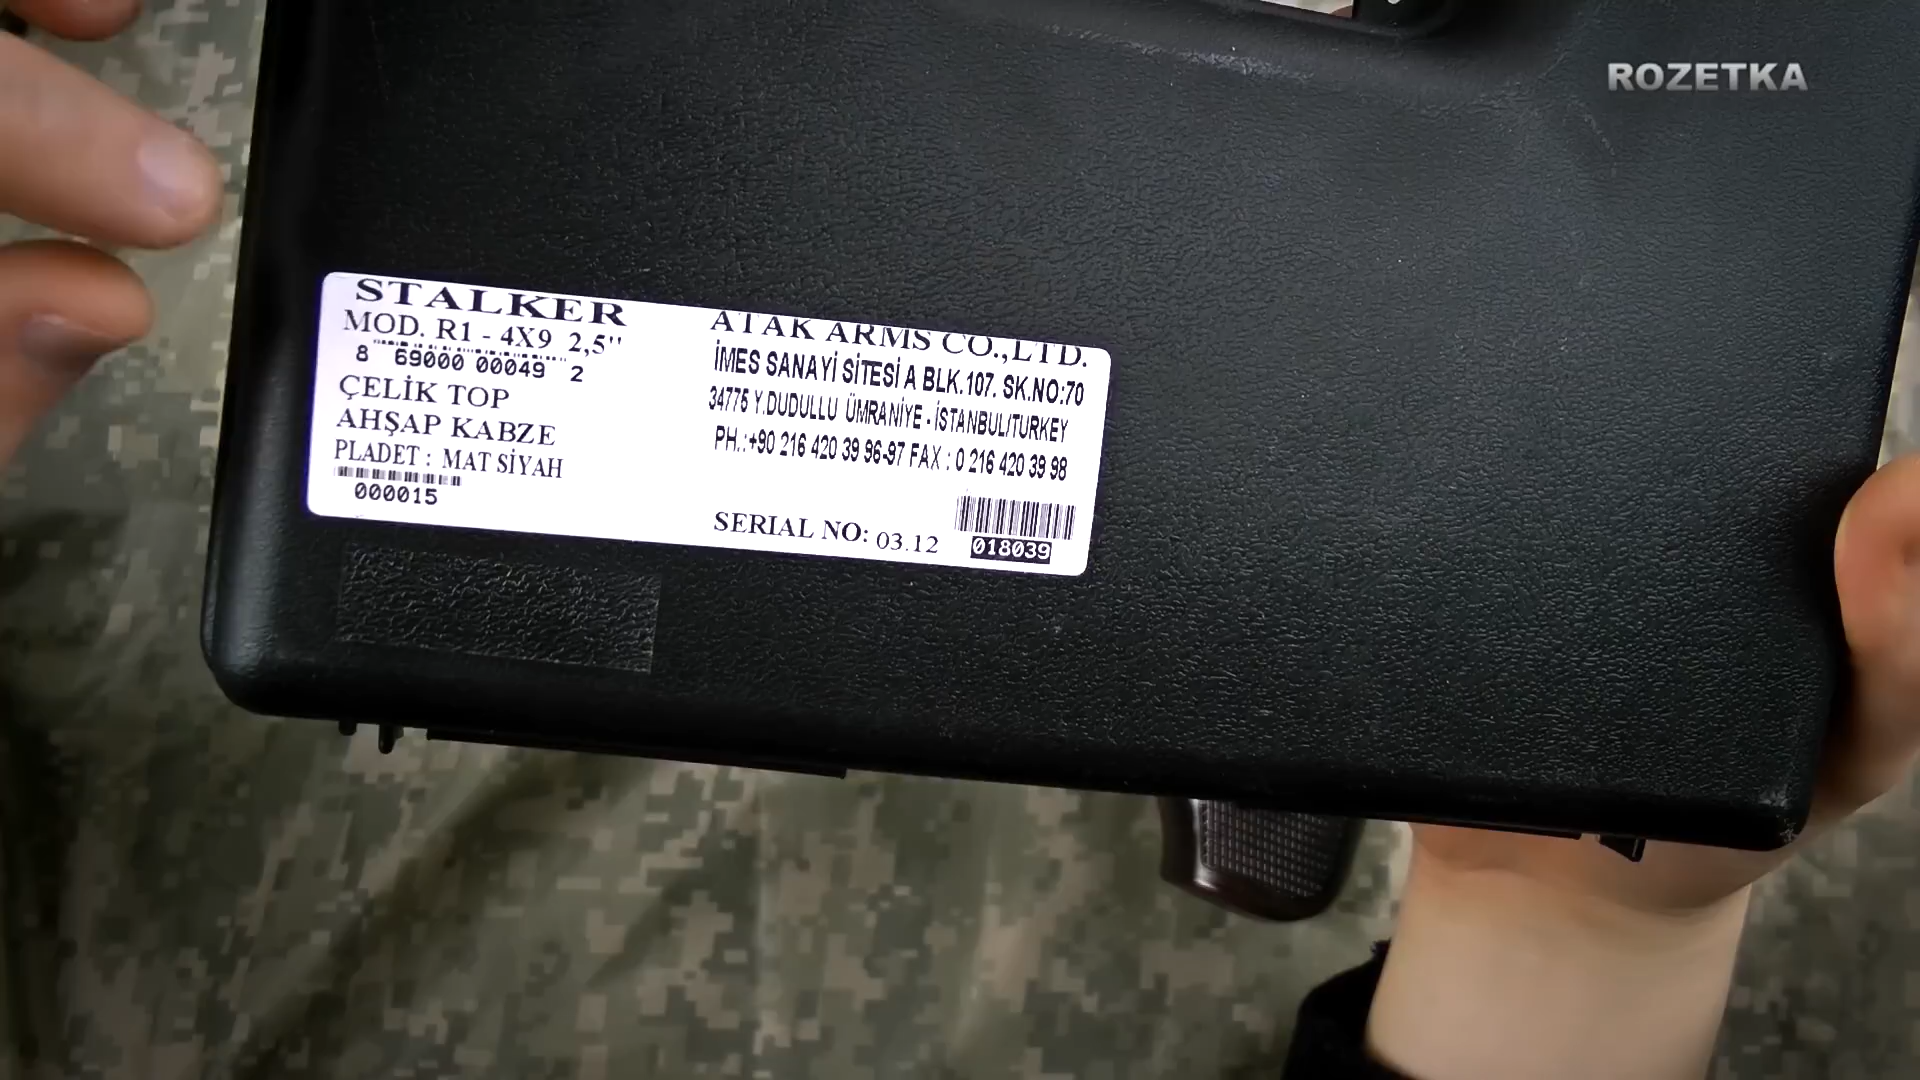 ROZETKA
STALKER
MOD. R1 - 4X9 2,5''
8 69000 00049 2
ÇELİK TOP
AHŞAP KABZE
PLADET : MAT SİYAH
000015
ATAK ARMS CO.,LTD.
İMES SANAYİ SİTESİ A BLK.107. SK.NO:70
34775 Y.DUDULLU ÜMRANİYE - İSTANBUL/TURKEY
PH.:+90 216 420 39 96-97 FAX : 0 216 420 39 98
SERIAL NO: 03.12
018039